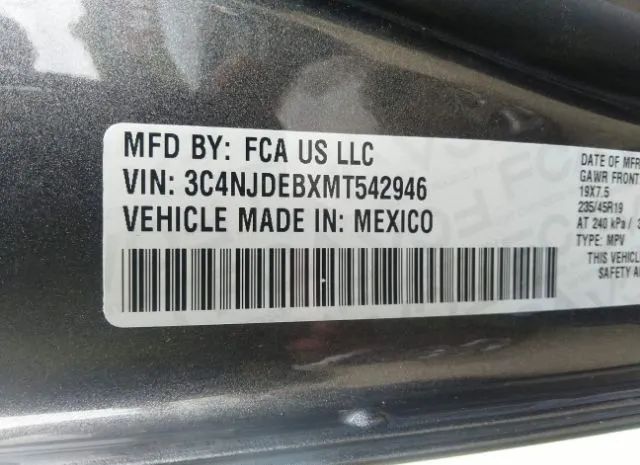 MFD BY: FCA US LLC
VIN: 3C4NJDEBXMT542946
VEHICLE MADE IN: MEXICO
DATE OF MFR
GAWR FRONT
19X7.5
235/45R19
AT 240 kPa /
TYPE: MPV
THIS VEHICLE
SAFETY